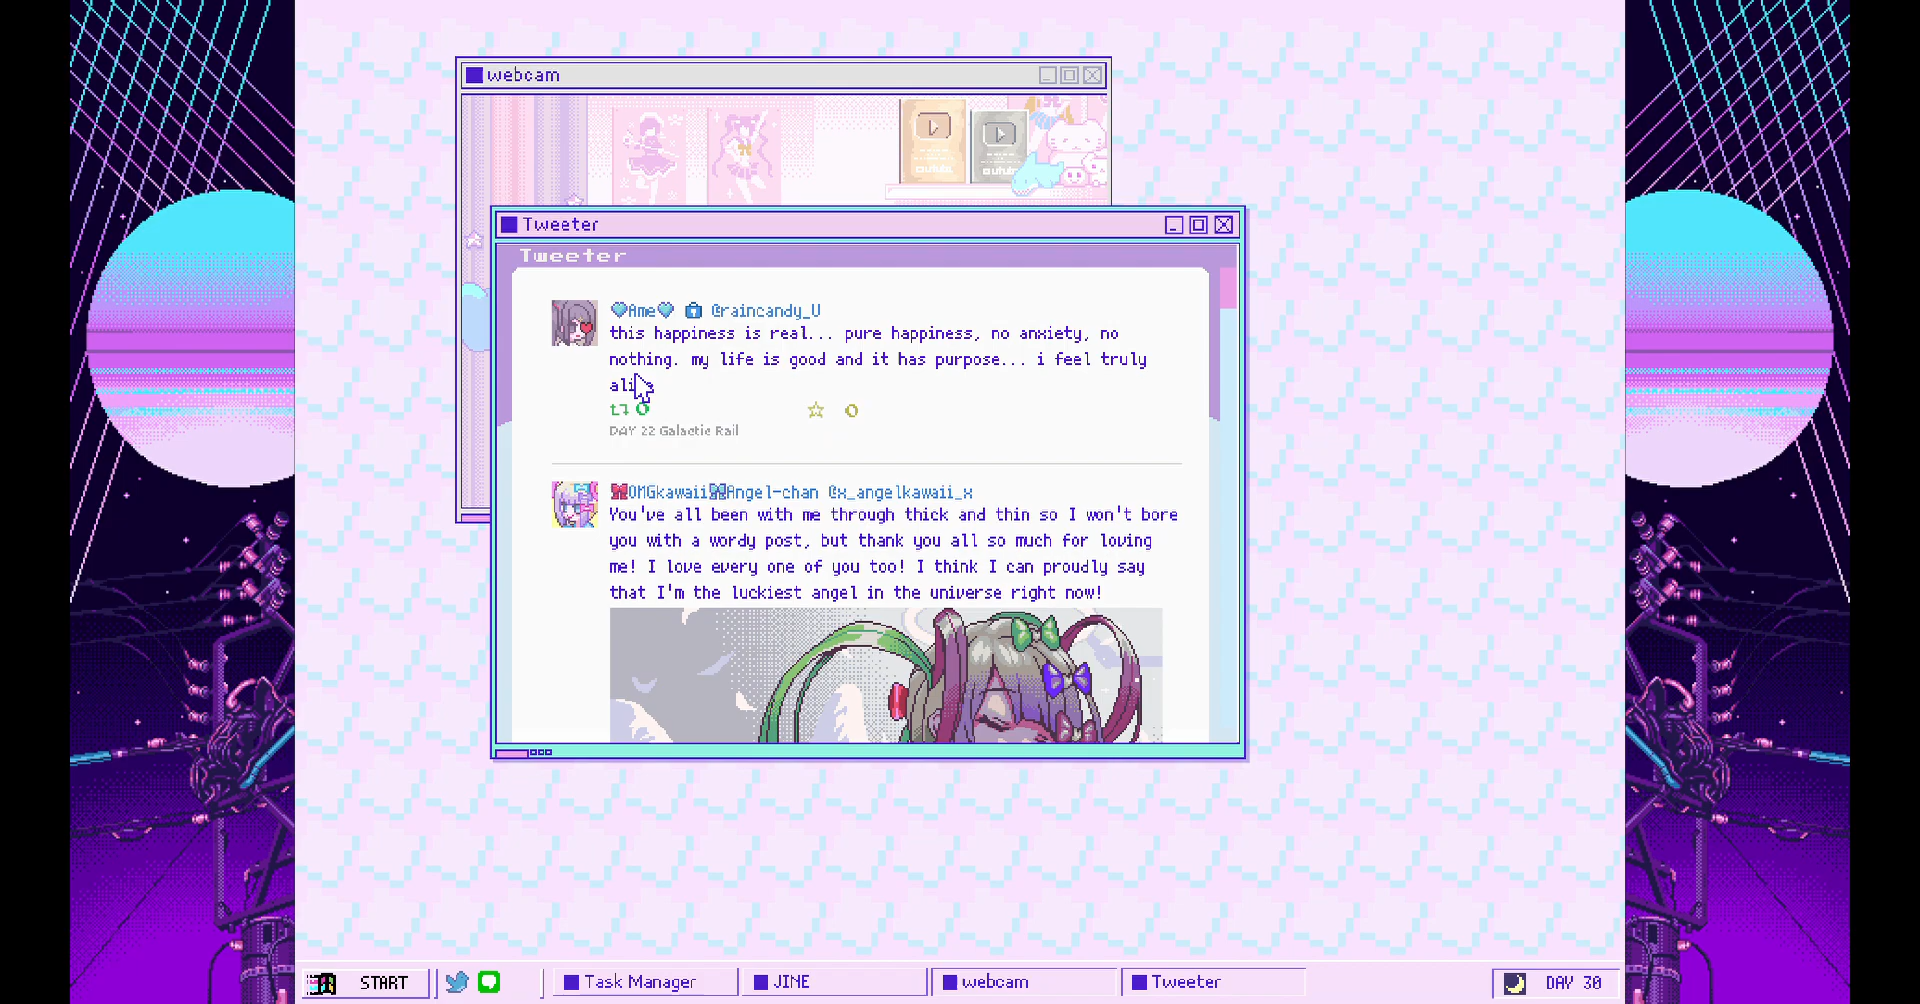 webcam
Tweeter
Tweeter
Ame @raincandy_U
this happiness is real... pure happiness, no anxiety, no
nothing. my life is good and it has purpose... i feel truly
0
0
DAY 22 Galactic Rail
OMGkawaii Angel-chan @x_angelkawaii_x
You've all been with me through thick and thin so I won't bore
you with a wordy post, but thank you all so much for loving
me! I love every one of you too! I think I can proudly say
that I'm the luckiest angel in the universe right now!
START
Task Manager
JINE
webcam
Tweeter
DAY 30